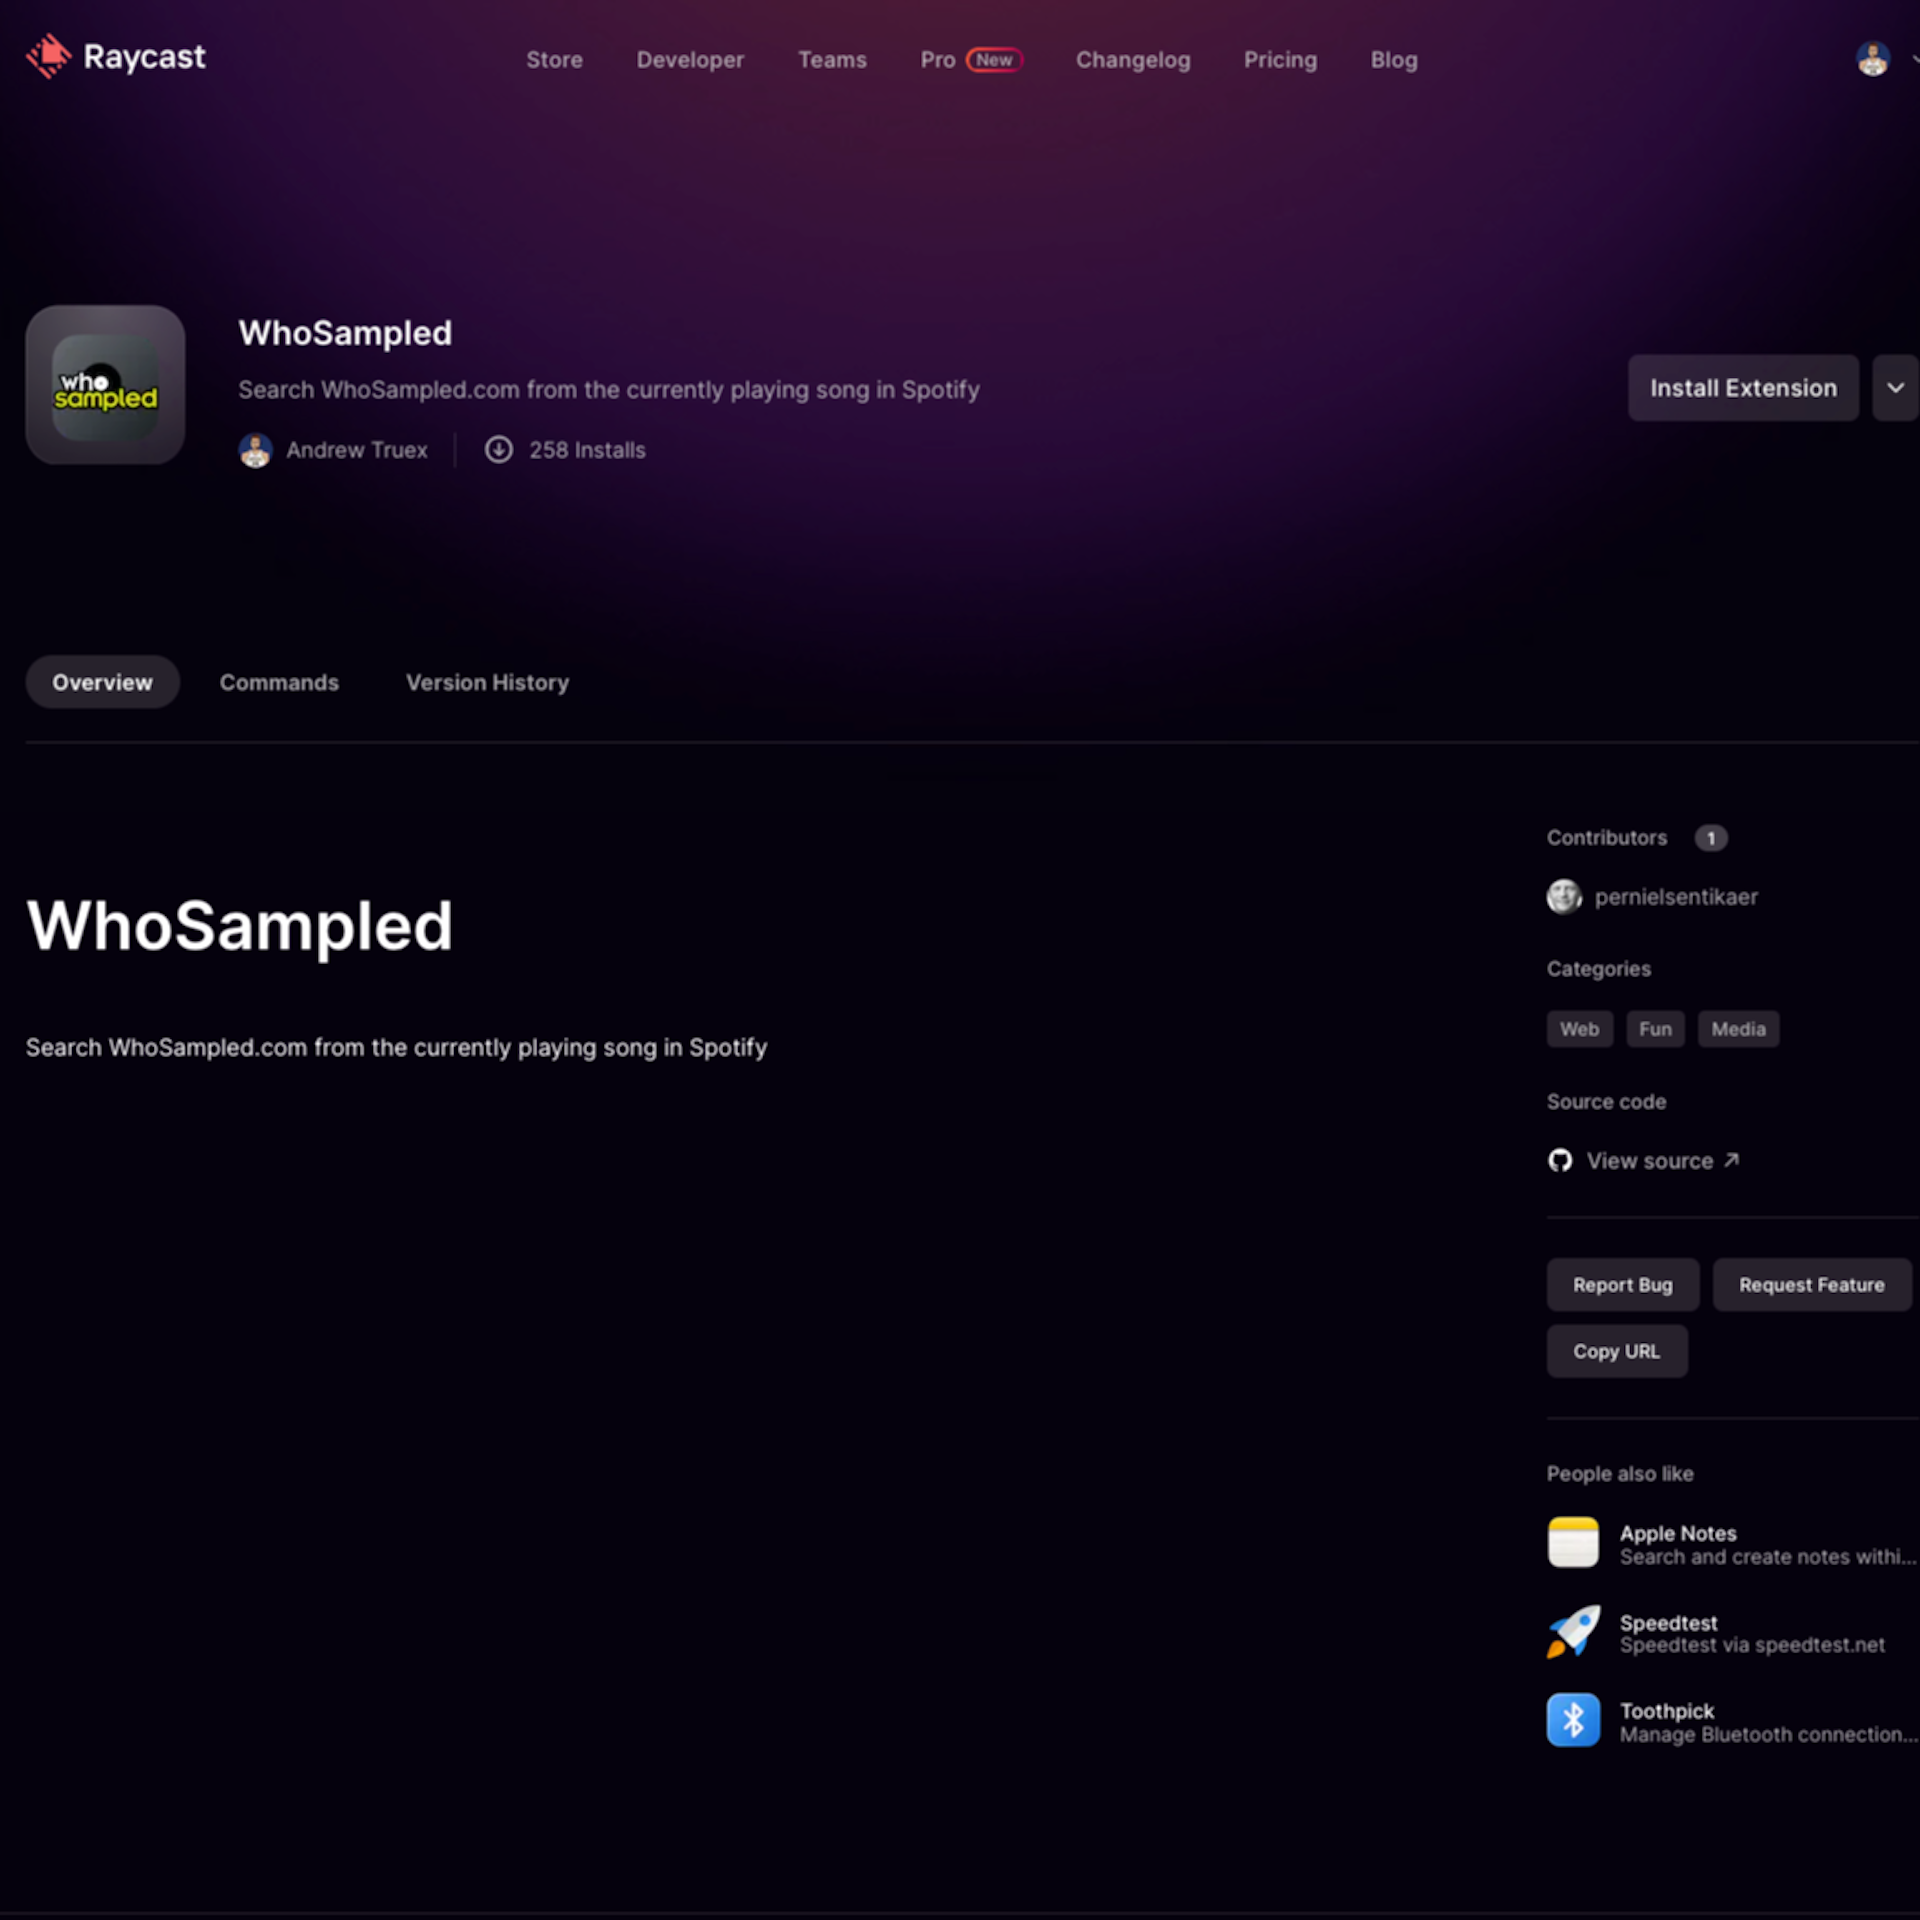 Raycast
Store
Developer
Teams
Pro New
Changelog
Pricing
Blog
who
sampled
WhoSampled
Search WhoSampled.com from the currently playing song in Spotify
Andrew Truex
258 Installs
Install Extension
Overview
Commands
Version History
WhoSampled
Search WhoSampled.com from the currently playing song in Spotify
Contributors 1
pernielsentikaer
Categories
Web
Fun
Media
Source code
View source ↗
Report Bug
Request Feature
Copy URL
People also like
Apple Notes
Search and create notes withi...
Speedtest
Speedtest via speedtest.net
Toothpick
Manage Bluetooth connection...